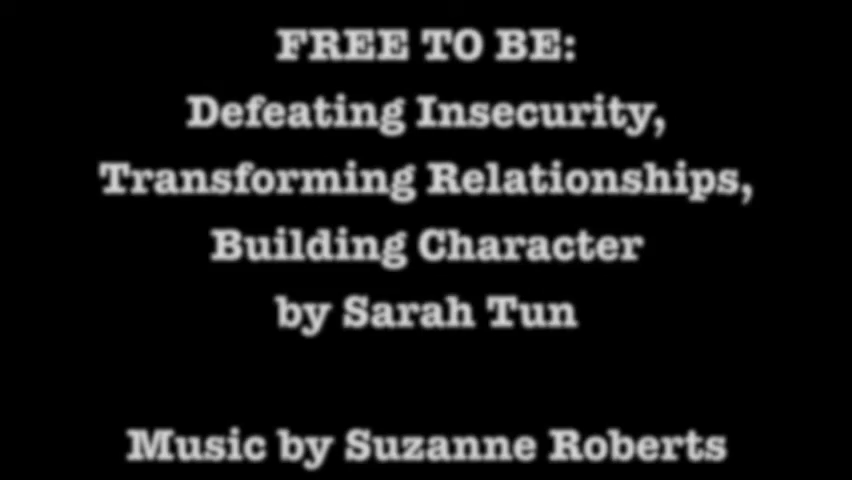 FREE TO BE:
Defeating Insecurity,
Transforming Relationships,
Building Character
by Sarah Tun
Music by Suzanne Roberts